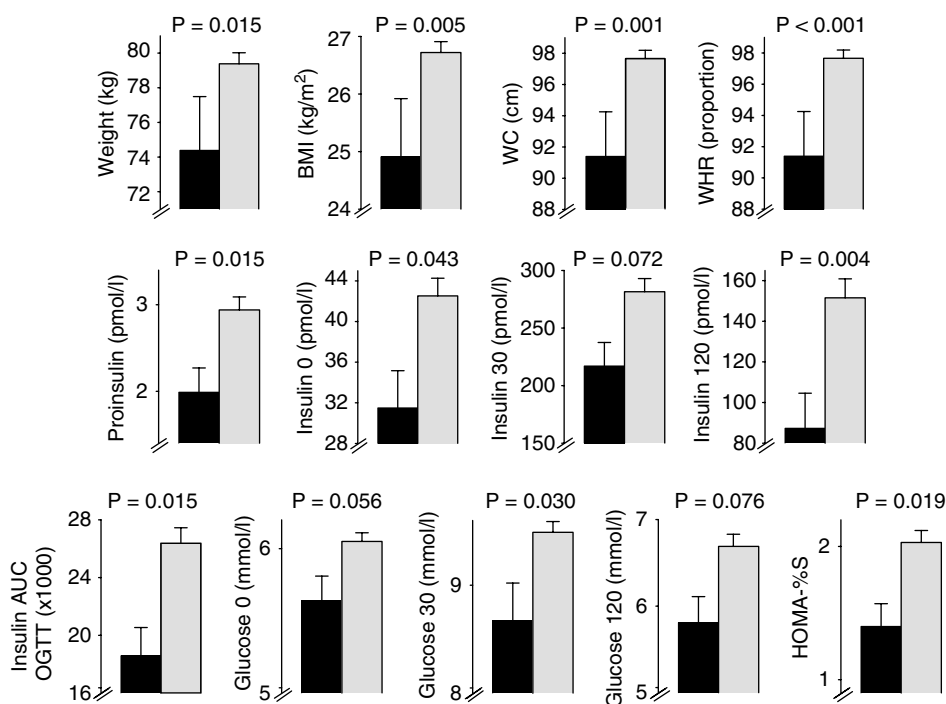 P = 0.015
P = 0.005
P = 0.001
P < 0.001
Weight (kg)
80
78
76
74
72
BMI (kg/m²)
27
26
25
24
WC (cm)
98
96
94
92
90
88
WHR (proportion)
98
96
94
92
90
88
P = 0.015
P = 0.043
P = 0.072
P = 0.004
Proinsulin (pmol/l)
3
2
Insulin 0 (pmol/l)
44
40
36
32
28
Insulin 30 (pmol/l)
300
250
200
150
Insulin 120 (pmol/l)
160
140
120
100
80
P = 0.015
P = 0.056
P = 0.030
P = 0.076
P = 0.019
Insulin AUC
OGTT (x1000)
28
24
20
16
Glucose 0 (mmol/l)
6
5
Glucose 30 (mmol/l)
9
8
Glucose 120 (mmol/l)
7
6
5
HOMA-%S
2
1